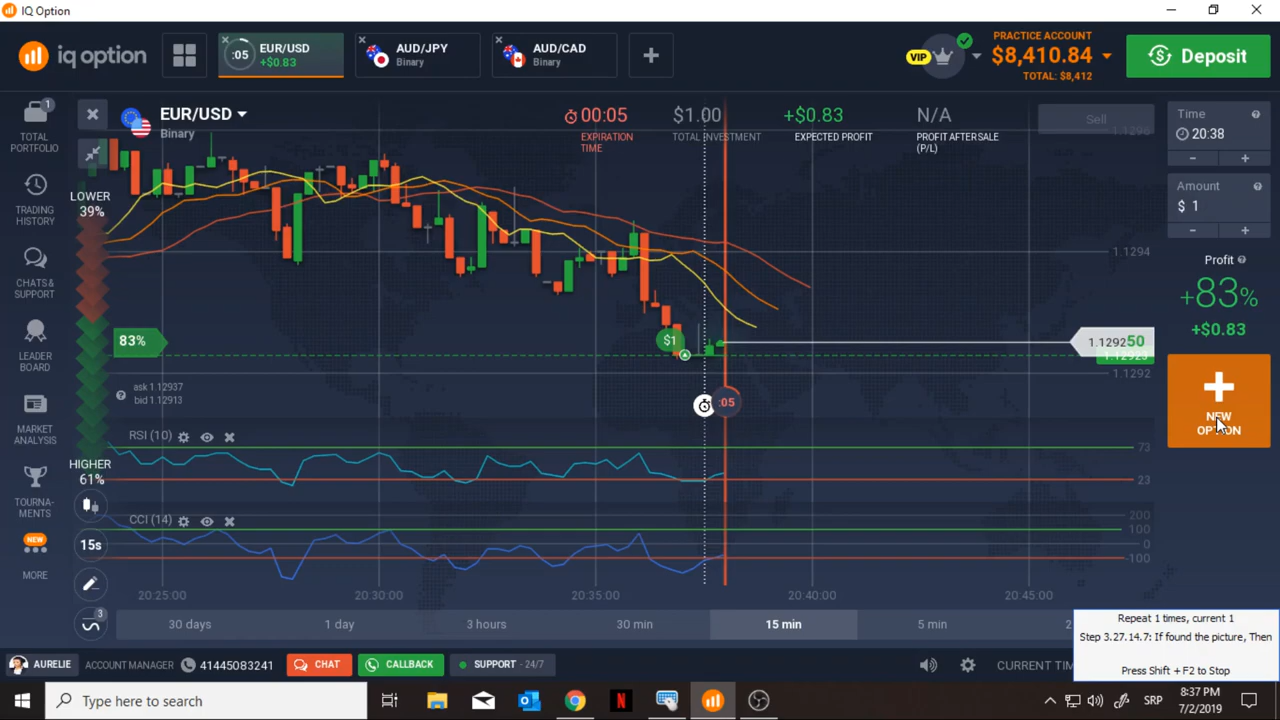 IQ Option
iq option
:05
EUR/USD
+$0.83
AUD/JPY
Binary
AUD/CAD
Binary
VIP
PRACTICE ACCOUNT
$8,410.84
TOTAL: $8,412
Deposit
1
TOTAL
PORTFOLIO
TRADING
HISTORY
CHATS &
SUPPORT
LEADER
BOARD
MARKET
ANALYSIS
TOURNA-
MENTS
NEW
MORE
EUR/USD
Binary
00:05
EXPIRATION
TIME
$1.00
TOTAL INVESTMENT
+$0.83
EXPECTED PROFIT
N/A
PROFIT AFTER SALE
(P/L)
Sell
1.1296
LOWER
39%
83%
$1
ask 1.12937
bid 1.12913
1.1294
1.129250
1.12923
1.1292
:05
RSI (10)
73
23
HIGHER
61%
CCI (14)
200
100
0
-100
15s
3
20:25:00
20:30:00
20:35:00
20:40:00
20:45:00
30 days
1 day
3 hours
30 min
15 min
5 min
2
Time
20:38
-
+
Amount
$ 1
-
+
Profit
+83%
+$0.83
NEW
OPTION
Repeat 1 times, current 1
Step 3.27.14.7: If found the picture, Then
Press Shift + F2 to Stop
AURELIE
ACCOUNT MANAGER
41445083241
CHAT
CALLBACK
SUPPORT - 24/7
CURRENT TIM
Type here to search
SRP
8:37 PM
7/2/2019